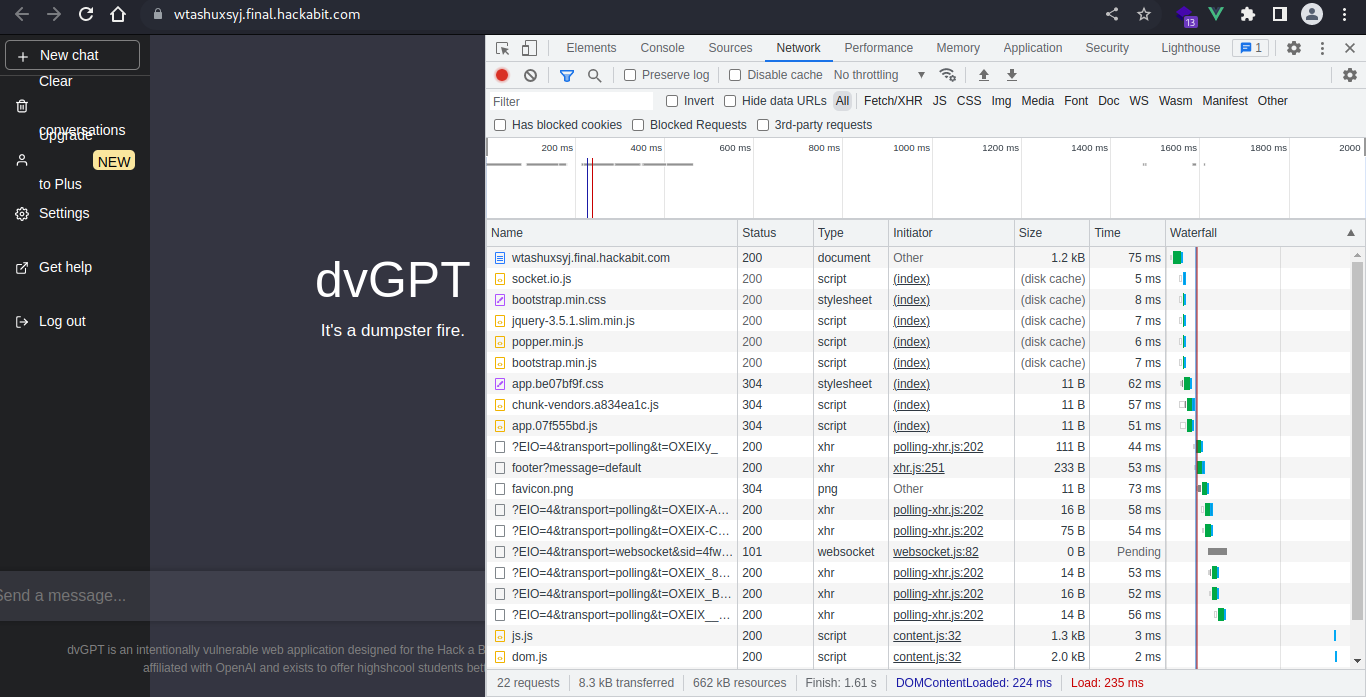 wtashuxsyj.final.hackabit.com
13
New chat
Clear
conversations
Upgrade
NEW
to Plus
Settings
Get help
Log out
dvGPT
It's a dumpster fire.
Send a message...
dvGPT is an intentionally vulnerable web application designed for the Hack a B
affiliated with OpenAI and exists to offer highshcool students bet
Elements Console Sources Network Performance Memory Application Security Lighthouse 1
Preserve log Disable cache No throttling
Filter Invert Hide data URLs All Fetch/XHR JS CSS Img Media Font Doc WS Wasm Manifest Other
Has blocked cookies Blocked Requests 3rd-party requests
200 ms 400 ms 600 ms 800 ms 1000 ms 1200 ms 1400 ms 1600 ms 1800 ms 2000
Name Status Type Initiator Size Time Waterfall
wtashuxsyj.final.hackabit.com 200 document Other 1.2 kB 75 ms
socket.io.js 200 script (index) (disk cache) 5 ms
bootstrap.min.css 200 stylesheet (index) (disk cache) 8 ms
jquery-3.5.1.slim.min.js 200 script (index) (disk cache) 7 ms
popper.min.js 200 script (index) (disk cache) 6 ms
bootstrap.min.js 200 script (index) (disk cache) 7 ms
app.be07bf9f.css 304 stylesheet (index) 11 B 62 ms
chunk-vendors.a834ea1c.js 304 script (index) 11 B 57 ms
app.07f555bd.js 304 script (index) 11 B 51 ms
?EIO=4&transport=polling&t=OXEIXy_ 200 xhr polling-xhr.js:202 111 B 44 ms
footer?message=default 200 xhr xhr.js:251 233 B 53 ms
favicon.png 304 png Other 11 B 73 ms
?EIO=4&transport=polling&t=OXEIX-A... 200 xhr polling-xhr.js:202 16 B 58 ms
?EIO=4&transport=polling&t=OXEIX-C... 200 xhr polling-xhr.js:202 75 B 54 ms
?EIO=4&transport=websocket&sid=4fw... 101 websocket websocket.js:82 0 B Pending
?EIO=4&transport=polling&t=OXEIX_8... 200 xhr polling-xhr.js:202 14 B 53 ms
?EIO=4&transport=polling&t=OXEIX_B... 200 xhr polling-xhr.js:202 16 B 52 ms
?EIO=4&transport=polling&t=OXEIX__... 200 xhr polling-xhr.js:202 14 B 56 ms
js.js 200 script content.js:32 1.3 kB 3 ms
dom.js 200 script content.js:32 2.0 kB 2 ms
22 requests 8.3 kB transferred 662 kB resources Finish: 1.61 s DOMContentLoaded: 224 ms Load: 235 ms